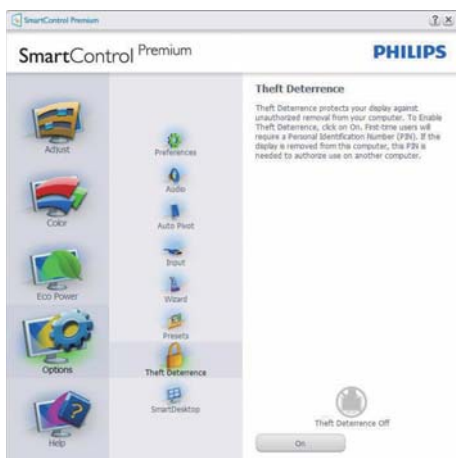 SmartControl Premium
SmartControl Premium
PHILIPS
Adjust
Color
Eco Power
Options
Help
Preferences
Audio
Auto Pivot
Input
Wizard
Presets
Theft Deterrence
SmartDesktop
Theft Deterrence
Theft Deterrence protects your display against
unauthorized removal from your computer. To Enable
Theft Deterrence, click on On. First-time users will
require a Personal Identification Number (PIN). If the
display is removed from this computer, this PIN is
needed to authorize use on another computer.
Theft Deterrence Off
On